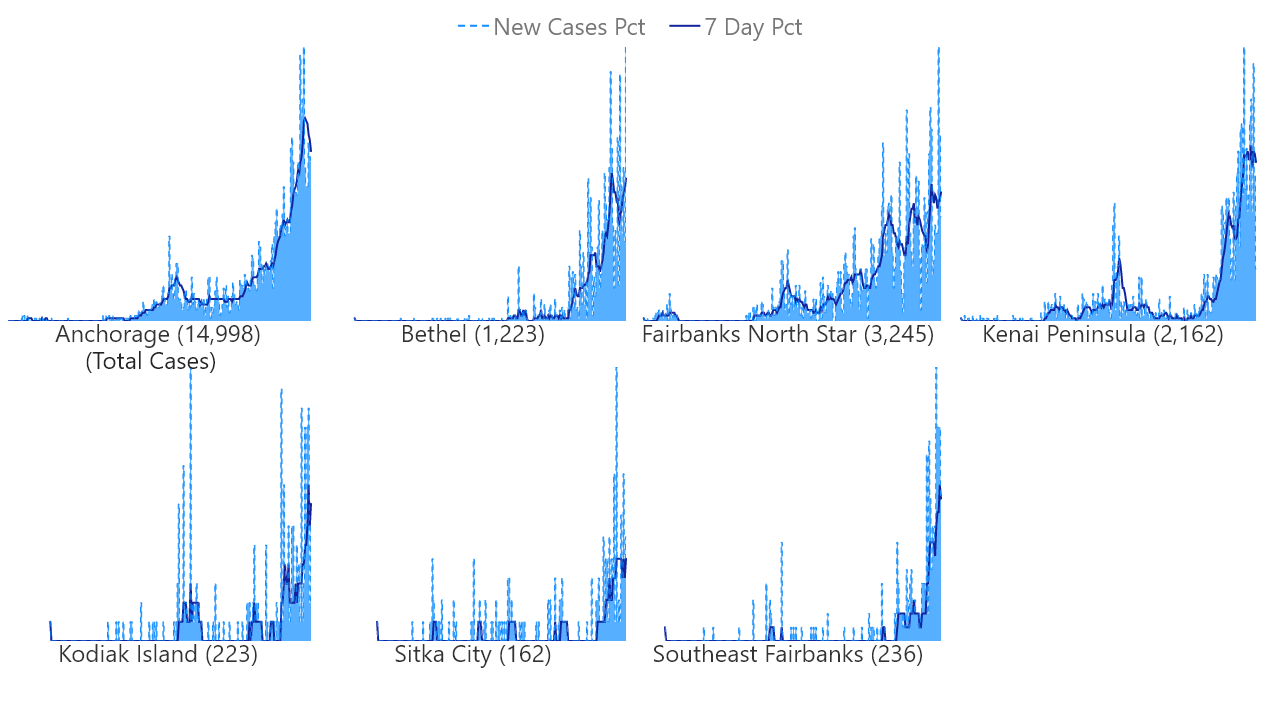 New Cases Pct 7 Day Pct
Anchorage (14,998)
(Total Cases)
Bethel (1,223)
Fairbanks North Star (3,245)
Kenai Peninsula (2,162)
Kodiak Island (223)
Sitka City (162)
Southeast Fairbanks (236)